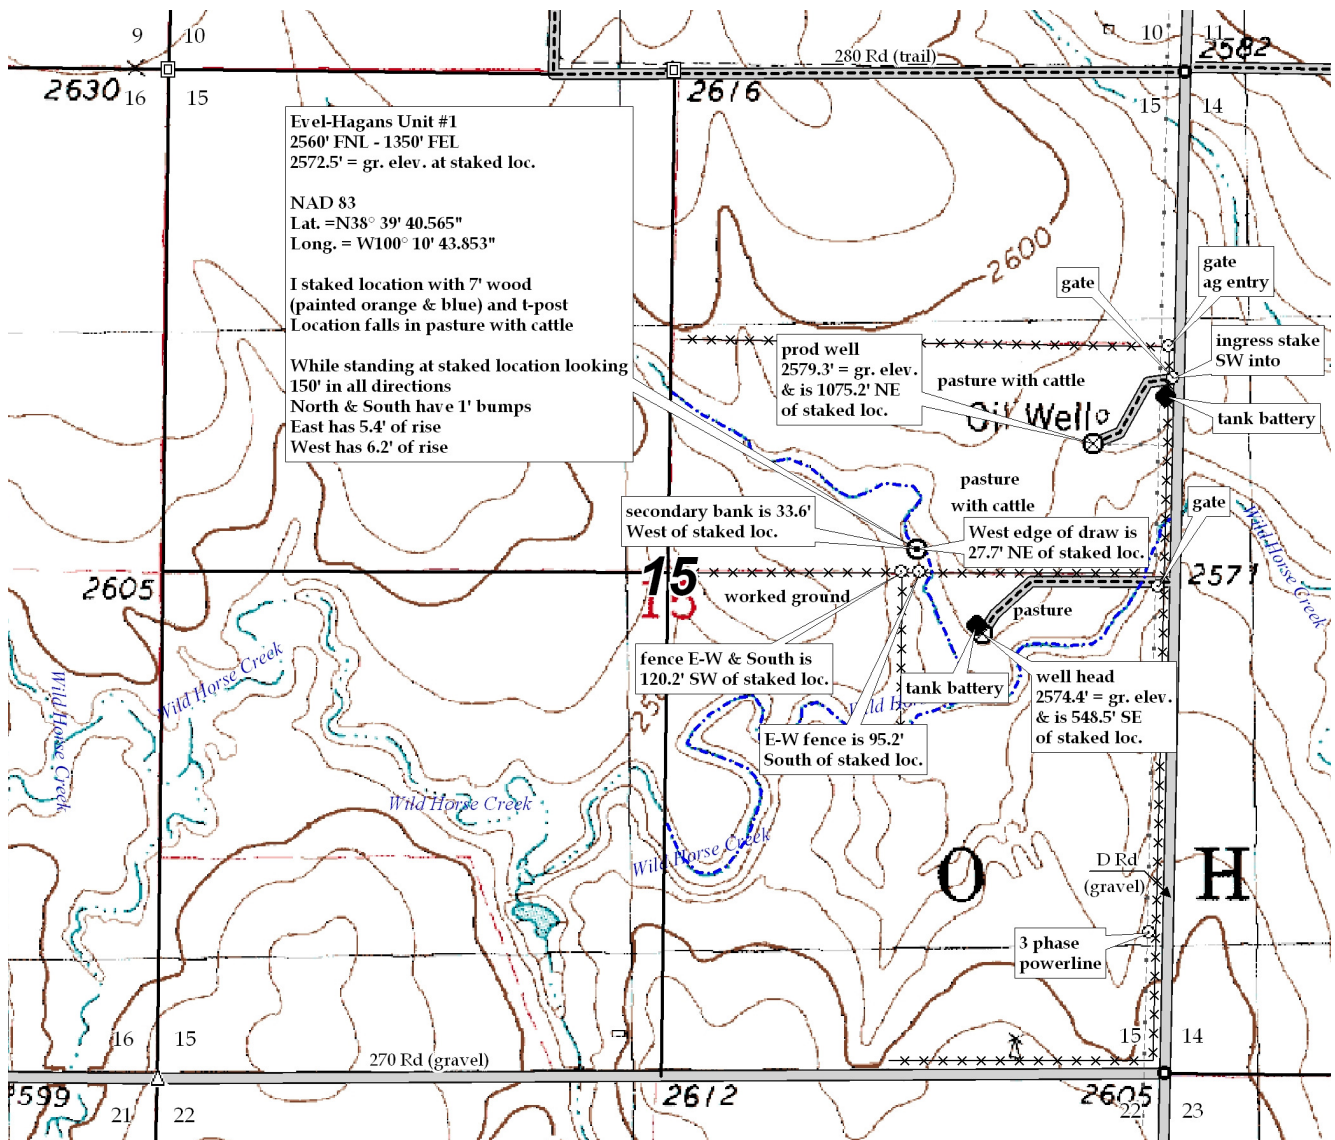 9
10
10
11
2582
280 Rd (trail)
2630
16
15
2616
15
14
Evel-Hagans Unit #1
2560' FNL - 1350' FEL
2572.5' = gr. elev. at staked loc.
NAD 83
Lat. =N38° 39' 40.565"
Long. = W100° 10' 43.853"
I staked location with 7' wood
(painted orange & blue) and t-post
Location falls in pasture with cattle
While standing at staked location looking
150' in all directions
North & South have 1' bumps
East has 5.4' of rise
West has 6.2' of rise
2600
gate
ag entry
gate
ingress stake
SW into
prod well
2579.3' = gr. elev.
& is 1075.2' NE
of staked loc.
pasture with cattle
Oil Well
tank battery
pasture
with cattle
gate
secondary bank is 33.6'
West of staked loc.
West edge of draw is
27.7' NE of staked loc.
Wild Horse Creek
2605
15
15
2571
worked ground
pasture
fence E-W & South is
120.2' SW of staked loc.
tank battery
well head
2574.4' = gr. elev.
& is 548.5' SE
of staked loc.
Wild Horse Creek
Wild Horse Creek
Wild
E-W fence is 95.2'
South of staked loc.
Wild Horse Creek
Wild Horse Creek
O
H
D Rd
(gravel)
3 phase
powerline
16
15
15
14
270 Rd (gravel)
2599
21
22
2612
2605
22
23